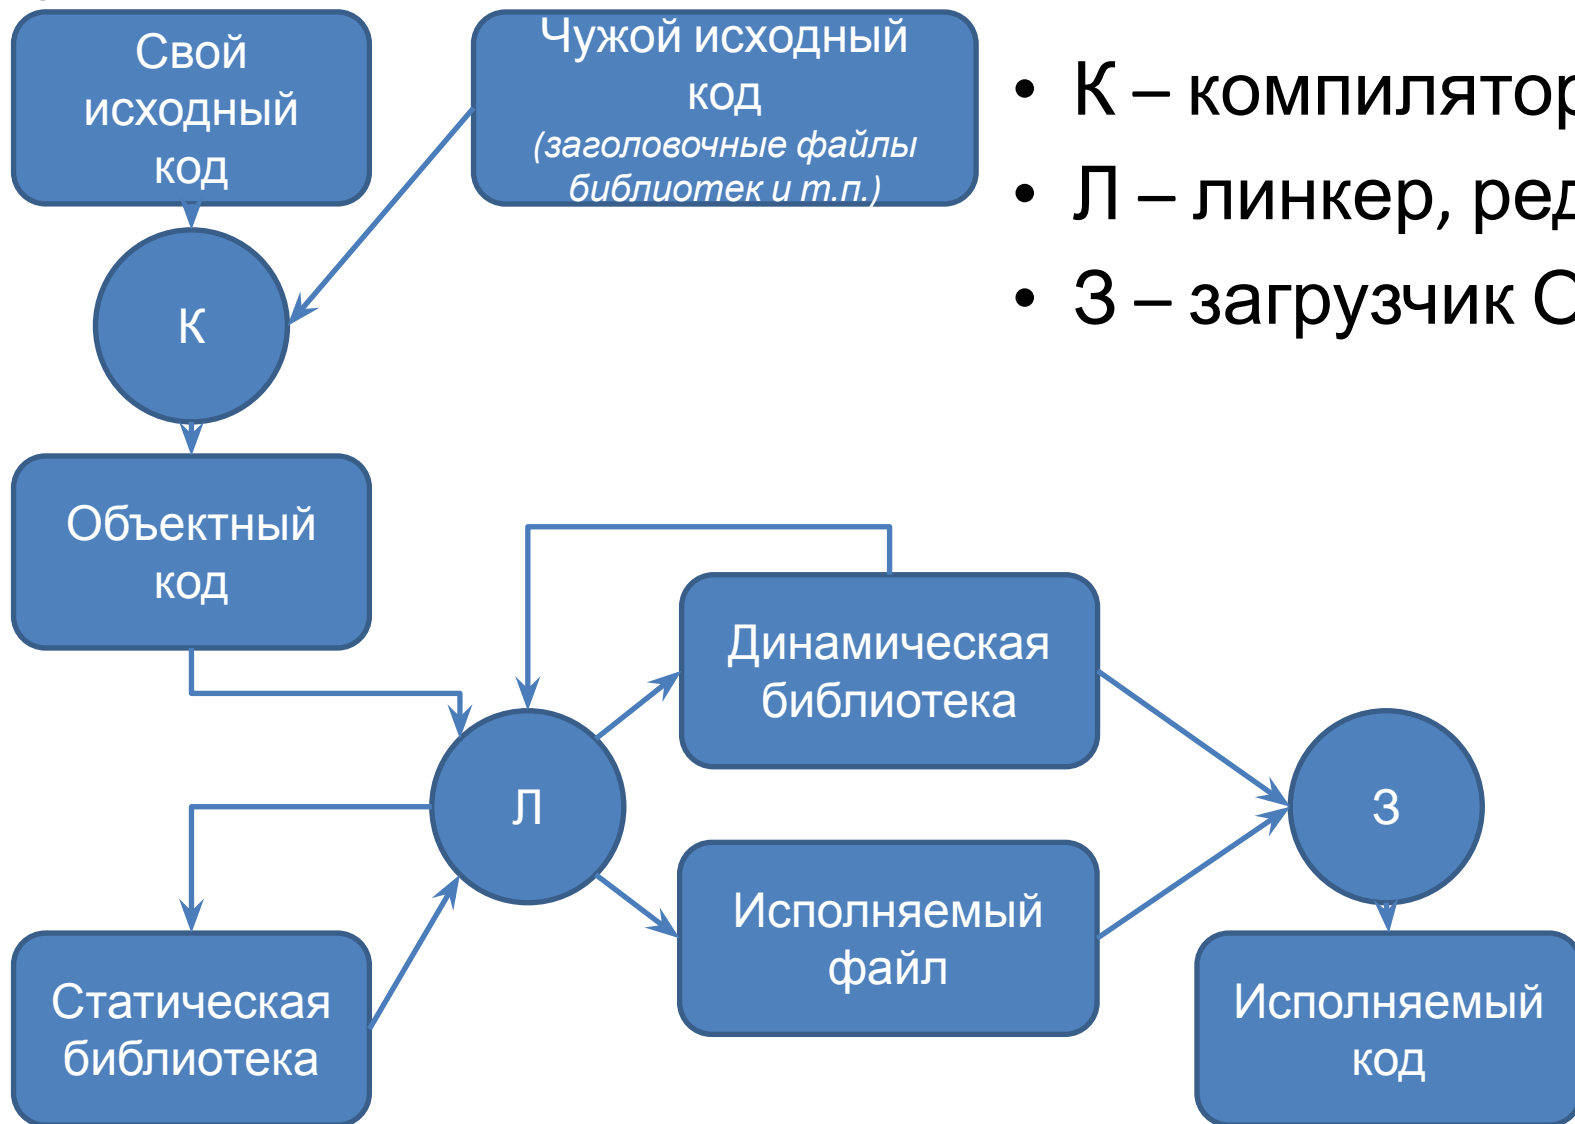 Свой
исходный
код
Чужой исходный
код
(заголовочные файлы
библиотек и т.п.)
• К – компилятор
• Л – линкер,
• З – загрузчик
К
Объектный
код
Динамическая
библиотека
Л
З
Исполняемый
файл
Статическая
библиотека
Исполняемый
код